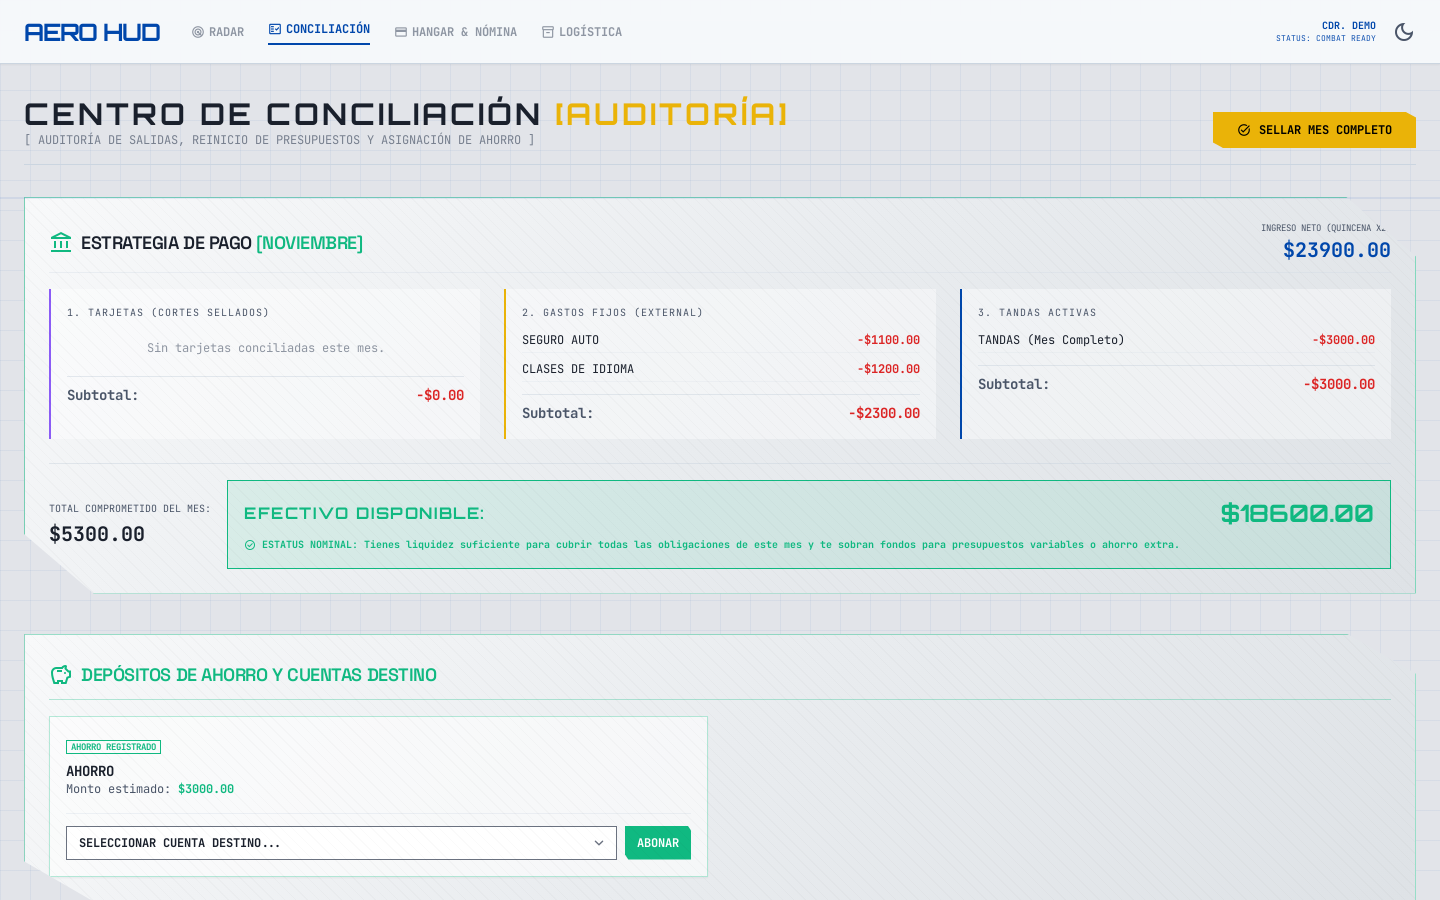 AERO HUD
RADAR
CONCILIACIÓN
HANGAR & NÓMINA
LOGÍSTICA
CDR. DEMO
STATUS: COMBAT READY
CENTRO DE CONCILIACIÓN [AUDITORÍA]
[ AUDITORÍA DE SALIDAS, REINICIO DE PRESUPUESTOS Y ASIGNACIÓN DE AHORRO ]
SELLAR MES COMPLETO
ESTRATEGIA DE PAGO [NOVIEMBRE]
INGRESO NETO (QUINCENA
$23900.00
1. TARJETAS (CORTES SELLADOS)
Sin tarjetas conciliadas este mes.
Subtotal: -$0.00
2. GASTOS FIJOS (EXTERNAL)
SEGURO AUTO -$1100.00
CLASES DE IDIOMA -$1200.00
Subtotal: -$2300.00
3. TANDAS ACTIVAS
TANDAS (Mes Completo) -$3000.00
Subtotal: -$3000.00
TOTAL COMPROMETIDO DEL MES:
$5300.00
EFECTIVO DISPONIBLE: $18600.00
ESTATUS NOMINAL: Tienes liquidez suficiente para cubrir todas las obligaciones de este mes y te sobran fondos para presupuestos variables o ahorro extra.
DEPÓSITOS DE AHORRO Y CUENTAS DESTINO
AHORRO REGISTRADO
AHORRO
Monto estimado: $3000.00
SELECCIONAR CUENTA DESTINO...
ABONAR